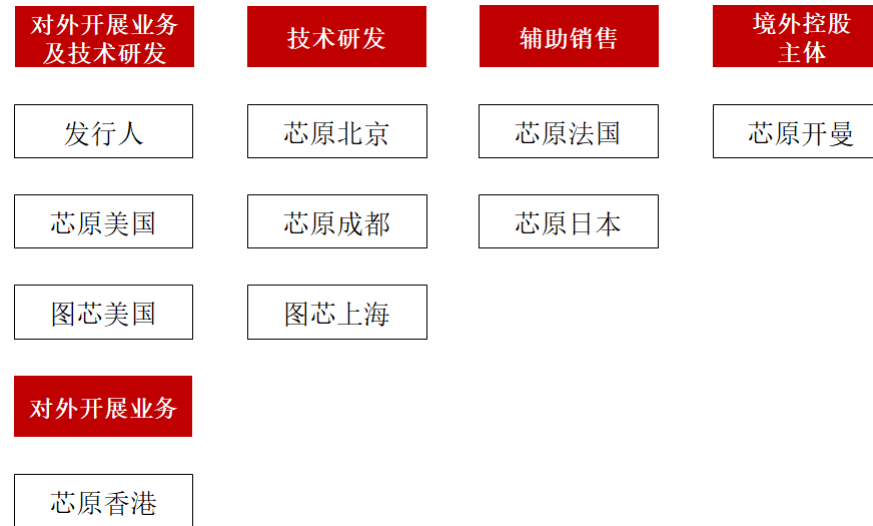 对外开展业务
及技术研发
技术研发
辅助销售
境外控股
主体
发行人
芯原北京
芯原法国
芯原开曼
芯原美国
芯原成都
芯原日本
图芯美国
图芯上海
对外开展业务
芯原香港